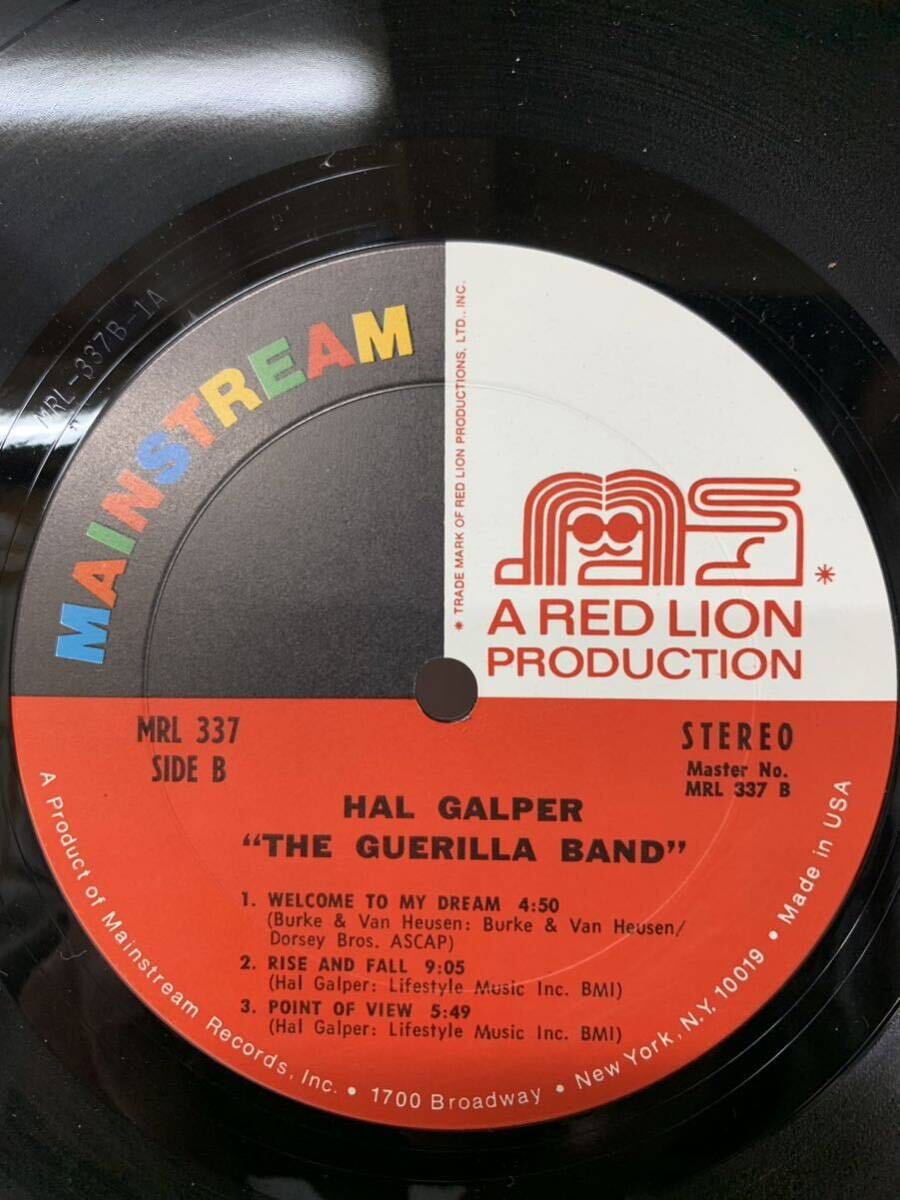 MRL-337B-1A
MAINSTREAM
* TRADE MARK OF RED LION PRODUCTIONS, LTD., INC.
*
A RED LION
PRODUCTION
MRL 337
SIDE B
STEREO
Master No.
MRL 337 B
HAL GALPER
"THE GUERILLA BAND"
1. WELCOME TO MY DREAM 4:50
(Burke & Van Heusen: Burke & Van Heusen/
Dorsey Bros. ASCAP)
2. RISE AND FALL 9:05
(Hal Galper: Lifestyle Music Inc. BMI)
3. POINT OF VIEW 5:49
(Hal Galper: Lifestyle Music Inc. BMI)
A Product of Mainstream Records, Inc. • 1700 Broadway • New York, N.Y. 10019 • Made in USA